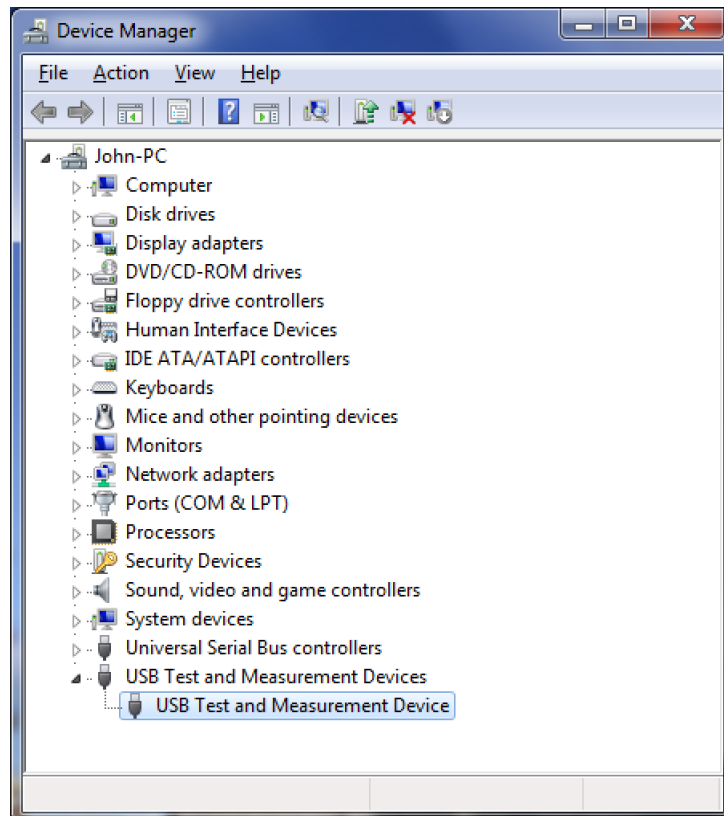 Device Manager
File Action View Help
John-PC
Computer
Disk drives
Display adapters
DVD/CD-ROM drives
Floppy drive controllers
Human Interface Devices
IDE ATA/ATAPI controllers
Keyboards
Mice and other pointing devices
Monitors
Network adapters
Ports (COM & LPT)
Processors
Security Devices
Sound, video and game controllers
System devices
Universal Serial Bus controllers
USB Test and Measurement Devices
USB Test and Measurement Device